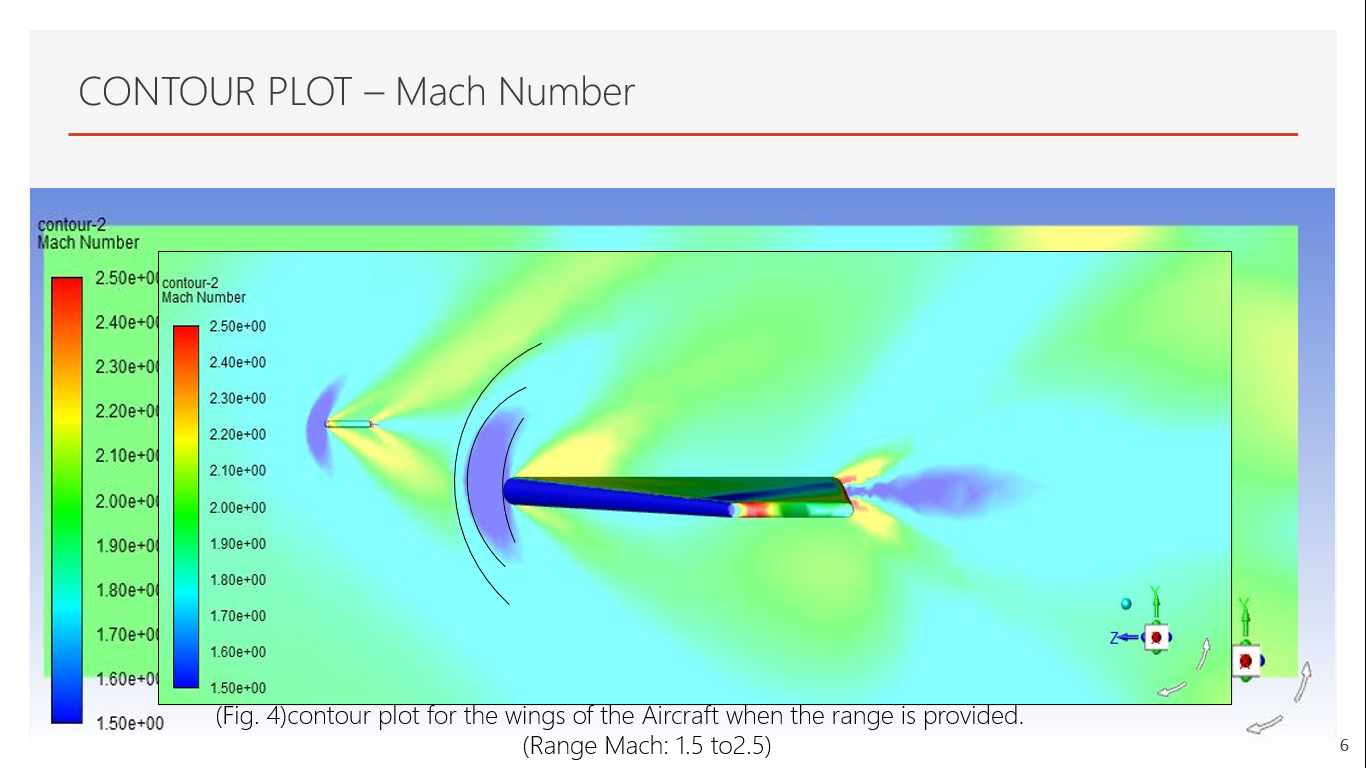 CONTOUR PLOT – Mach Number
contour-2
Mach Number
2.50e+00
2.40e+00
2.30e+00
2.20e+00
2.10e+00
2.00e+00
1.90e+00
1.80e+00
1.70e+00
1.60e+00
1.50e+00
contour-2
Mach Number
2.50e+00
2.40e+00
2.30e+00
2.20e+00
2.10e+00
2.00e+00
1.90e+00
1.80e+00
1.70e+00
1.60e+00
1.50e+00
Y
Z
Y
(Fig. 4)contour plot for the wings of the Aircraft when the range is provided.
(Range Mach: 1.5 to2.5)
6